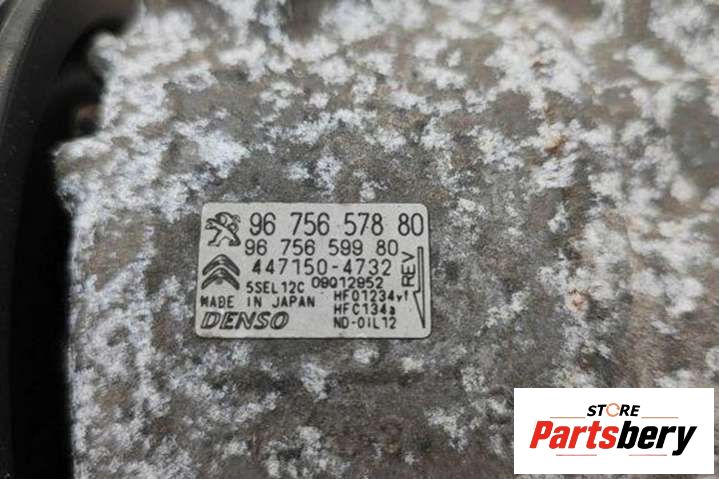 96 756 578 80
96 756 599 80
447150-4732
5SEL12C 09Q12952
MADE IN JAPAN
HFO1234yf
HFC134a
DENSO ND-OIL12
REV
STORE
Partsbery